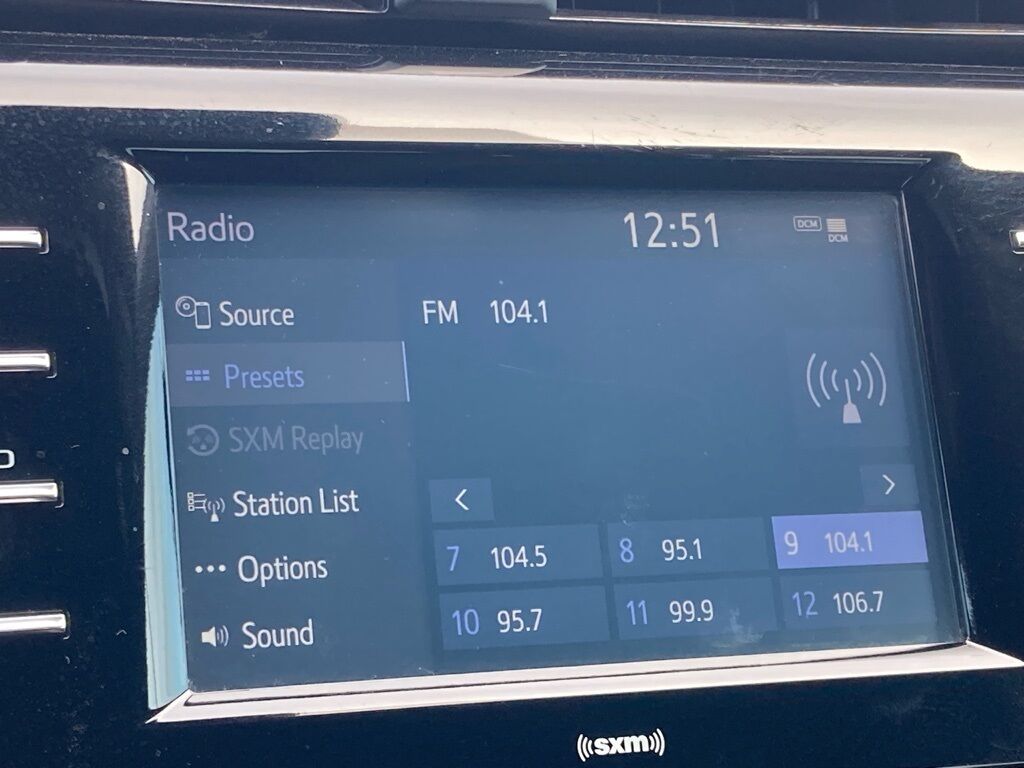 Radio 12:51 DCM DCM
Source FM 104.1
Presets
SXM Replay
Station List
Options
Sound
<
>
7 104.5 8 95.1 9 104.1
10 95.7 11 99.9 12 106.7
((sxm))